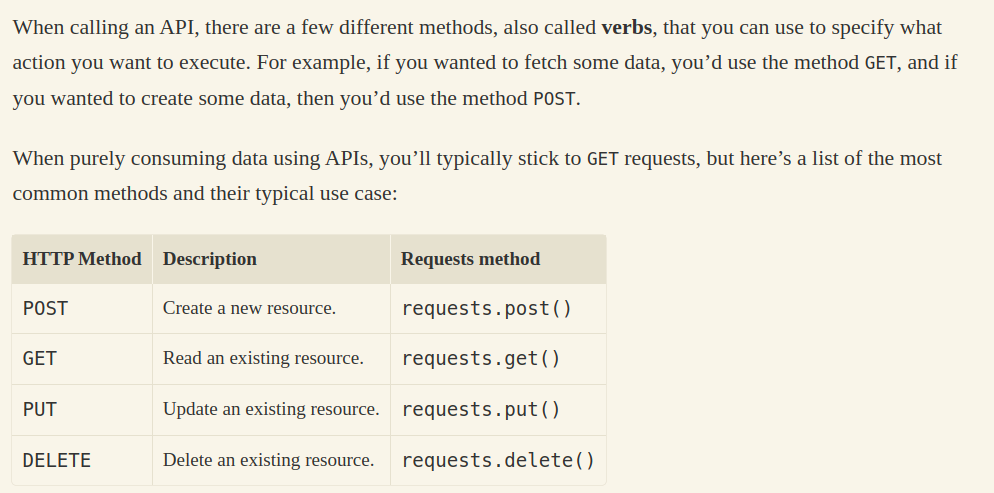 When calling an API, there are a few different methods, also called verbs, that you can use to specify what
action you want to execute. For example, if you wanted to fetch some data, you’d use the method GET, and if
you wanted to create some data, then you’d use the method POST.
When purely consuming data using APIs, you’ll typically stick to GET requests, but here’s a list of the most
common methods and their typical use case:
HTTP Method Description Requests method
POST Create a new resource. requests.post()
GET Read an existing resource. requests.get()
PUT Update an existing resource. requests.put()
DELETE Delete an existing resource. requests.delete()